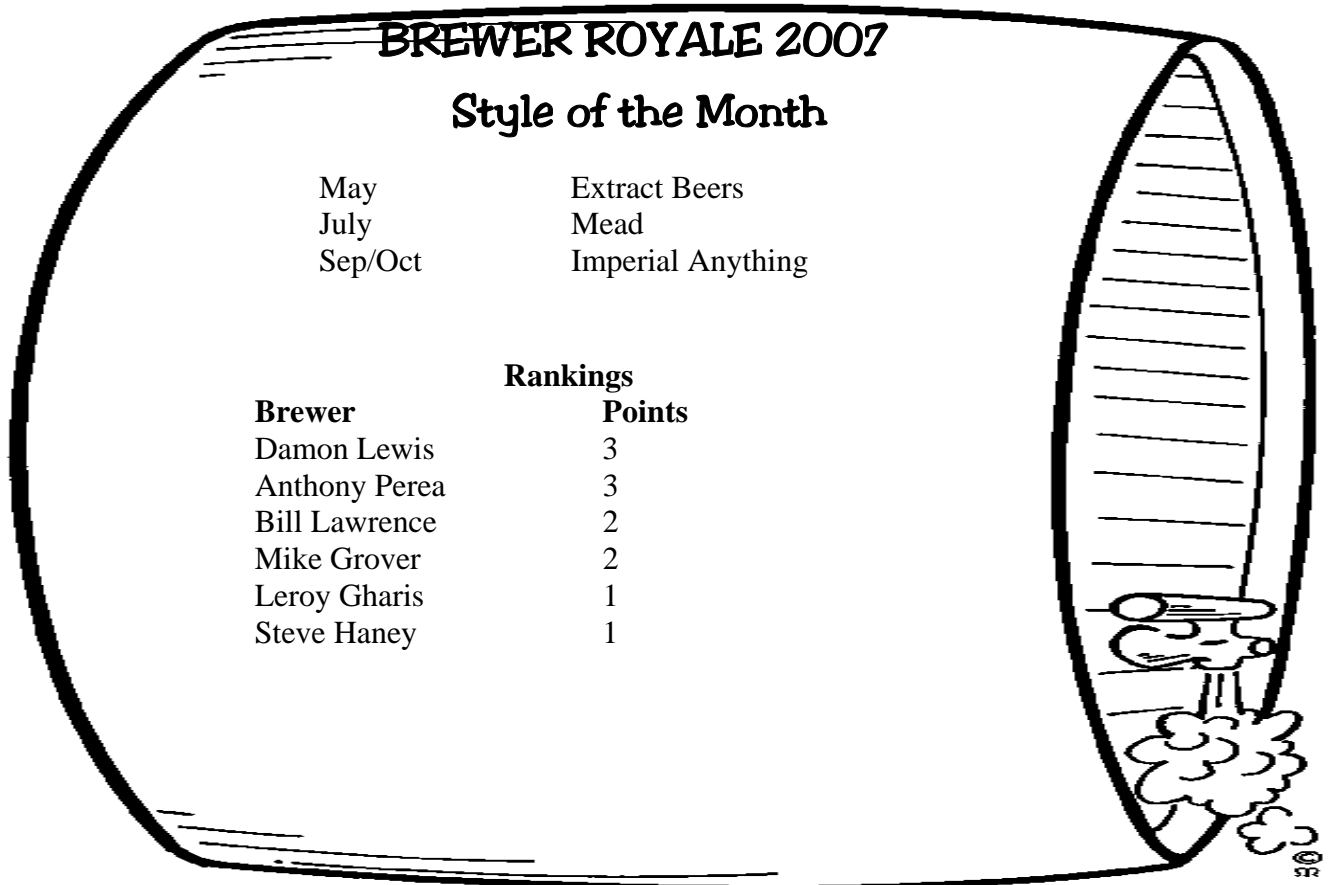 BREWER ROYALE 2007
Style of the Month
May Extract Beers
July Mead
Sep/Oct Imperial Anything
Rankings
Brewer Points
Damon Lewis 3
Anthony Perea 3
Bill Lawrence 2
Mike Grover 2
Leroy Gharis 1
Steve Haney 1
©